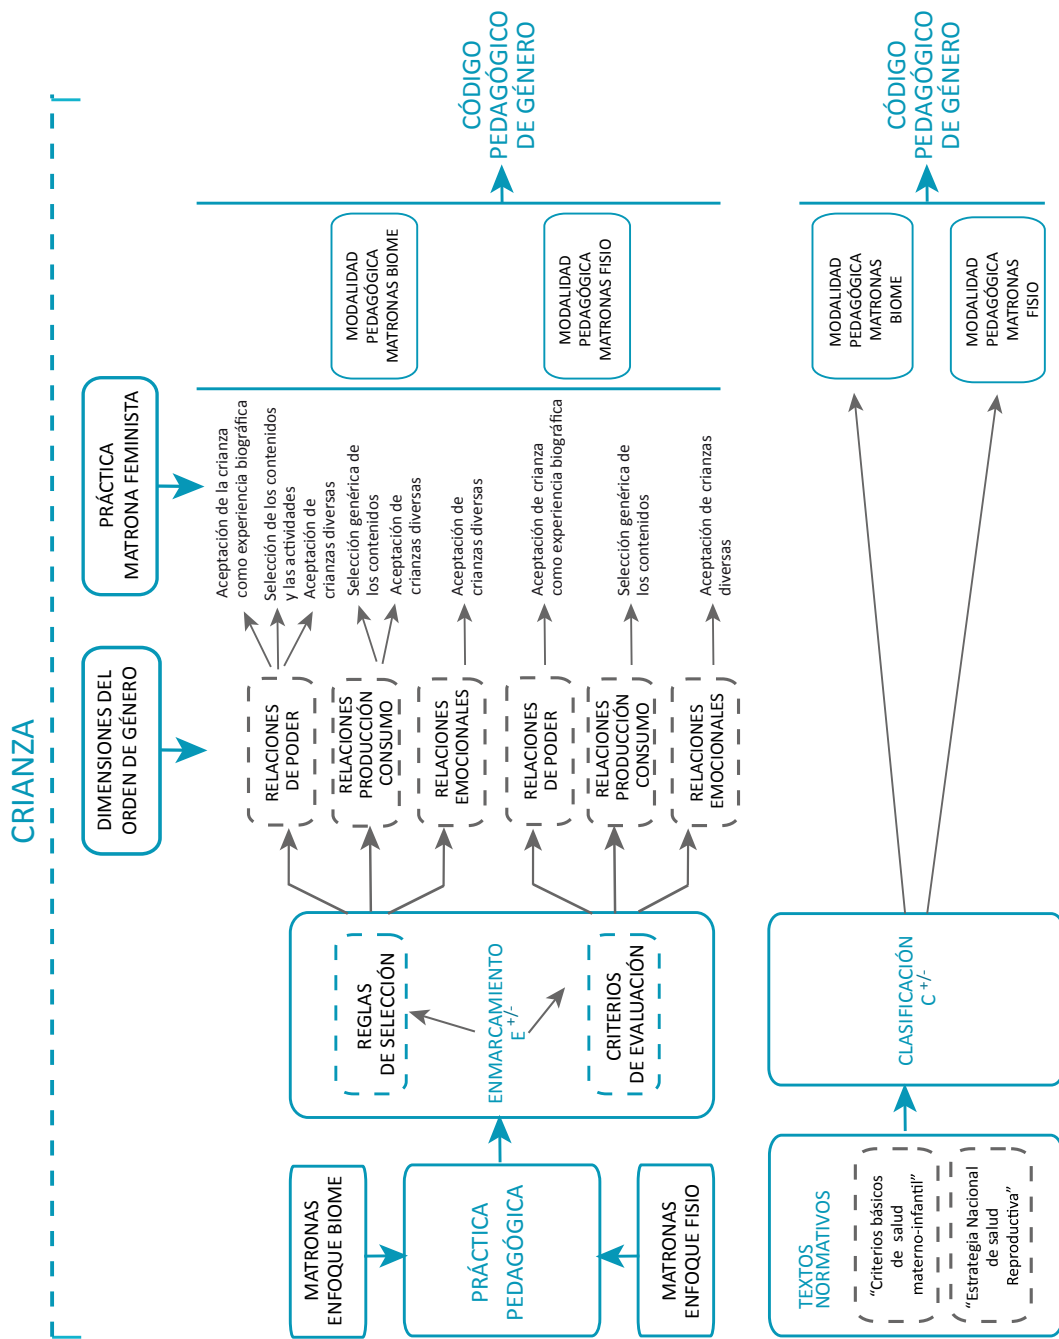 CRIANZA
DIMENSIONES DEL
ORDEN DE GÉNERO
PRÁCTICA
MATRONA FEMINISTA
MATRONAS
ENFOQUE BIOME
PRÁCTICA
PEDAGÓGICA
MATRONAS
ENFOQUE FISIO
REGLAS
DE SELECCIÓN
ENMARCAMIENTO
E +/-
CRITERIOS
DE EVALUACIÓN
RELACIONES
DE PODER
RELACIONES
PRODUCCIÓN
CONSUMO
RELACIONES
EMOCIONALES
RELACIONES
DE PODER
RELACIONES
PRODUCCIÓN
CONSUMO
RELACIONES
EMOCIONALES
Aceptación de la crianza
como experiencia biográfica
Selección de los contenidos
y las actividades
Aceptación de
crianzas diversas
Selección genérica de
los contenidos
Aceptación de
crianzas diversas
Aceptación de
crianzas diversas
Aceptación de crianza
como experiencia biográfica
Selección genérica de
los contenidos
Aceptación de crianzas
diversas
MODALIDAD
PEDAGÓGICA
MATRONAS BIOME
MODALIDAD
PEDAGÓGICA
MATRONAS FISIO
CÓDIGO
PEDAGÓGICO
DE GÉNERO
TEXTOS
NORMATIVOS
“Criterios básicos
de salud
materno-infantil”
“Estrategia Nacional
de salud
Reproductiva”
CLASIFICACIÓN
C +/-
MODALIDAD
PEDAGÓGICA
MATRONAS
BIOME
MODALIDAD
PEDAGÓGICA
MATRONAS
FISIO
CÓDIGO
PEDAGÓGICO
DE GÉNERO